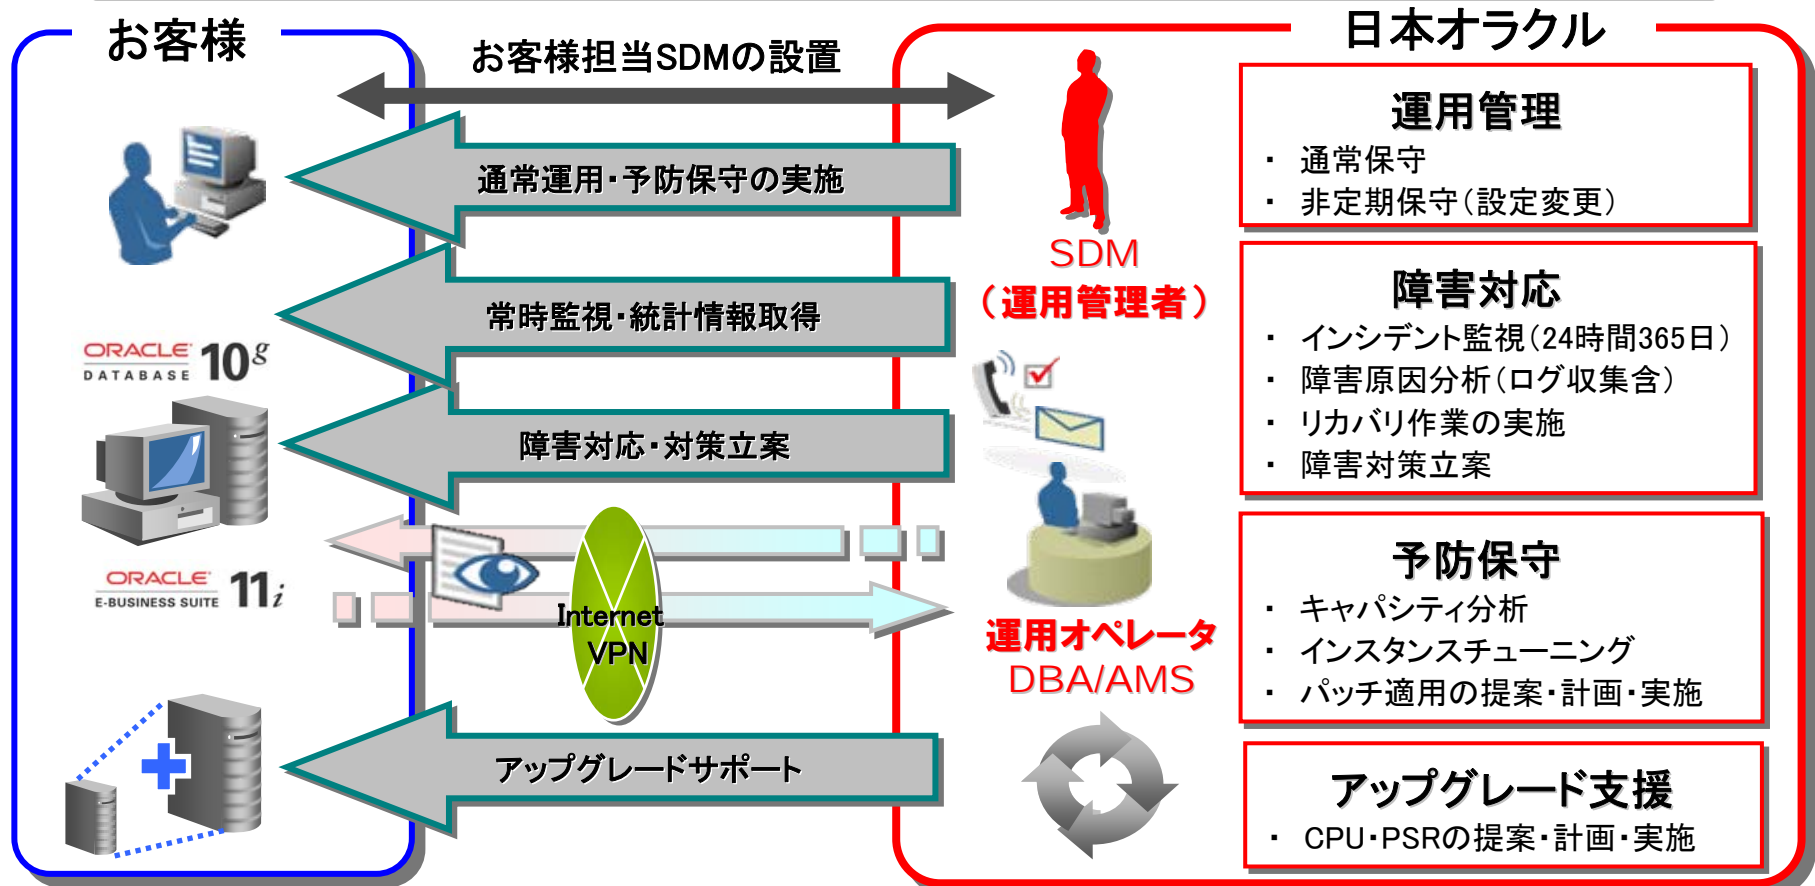 お客様
お客様担当SDMの設置
日本オラクル
通常運用・予防保守の実施
常時監視・統計情報取得
ORACLE
DATABASE 10g
障害対応・対策立案
ORACLE
E-BUSINESS SUITE 11i
Internet
VPN
アップグレードサポート
SDM
（運用管理者）
運用オペレータ
DBA/AMS
運用管理
・ 通常保守
・ 非定期保守（設定変更）
障害対応
・ インシデント監視（24時間365日）
・ 障害原因分析（ログ収集含）
・ リカバリ作業の実施
・ 障害対策立案
予防保守
・ キャパシティ分析
・ インスタンスチューニング
・ パッチ適用の提案・計画・実施
アップグレード支援
・ CPU・PSRの提案・計画・実施